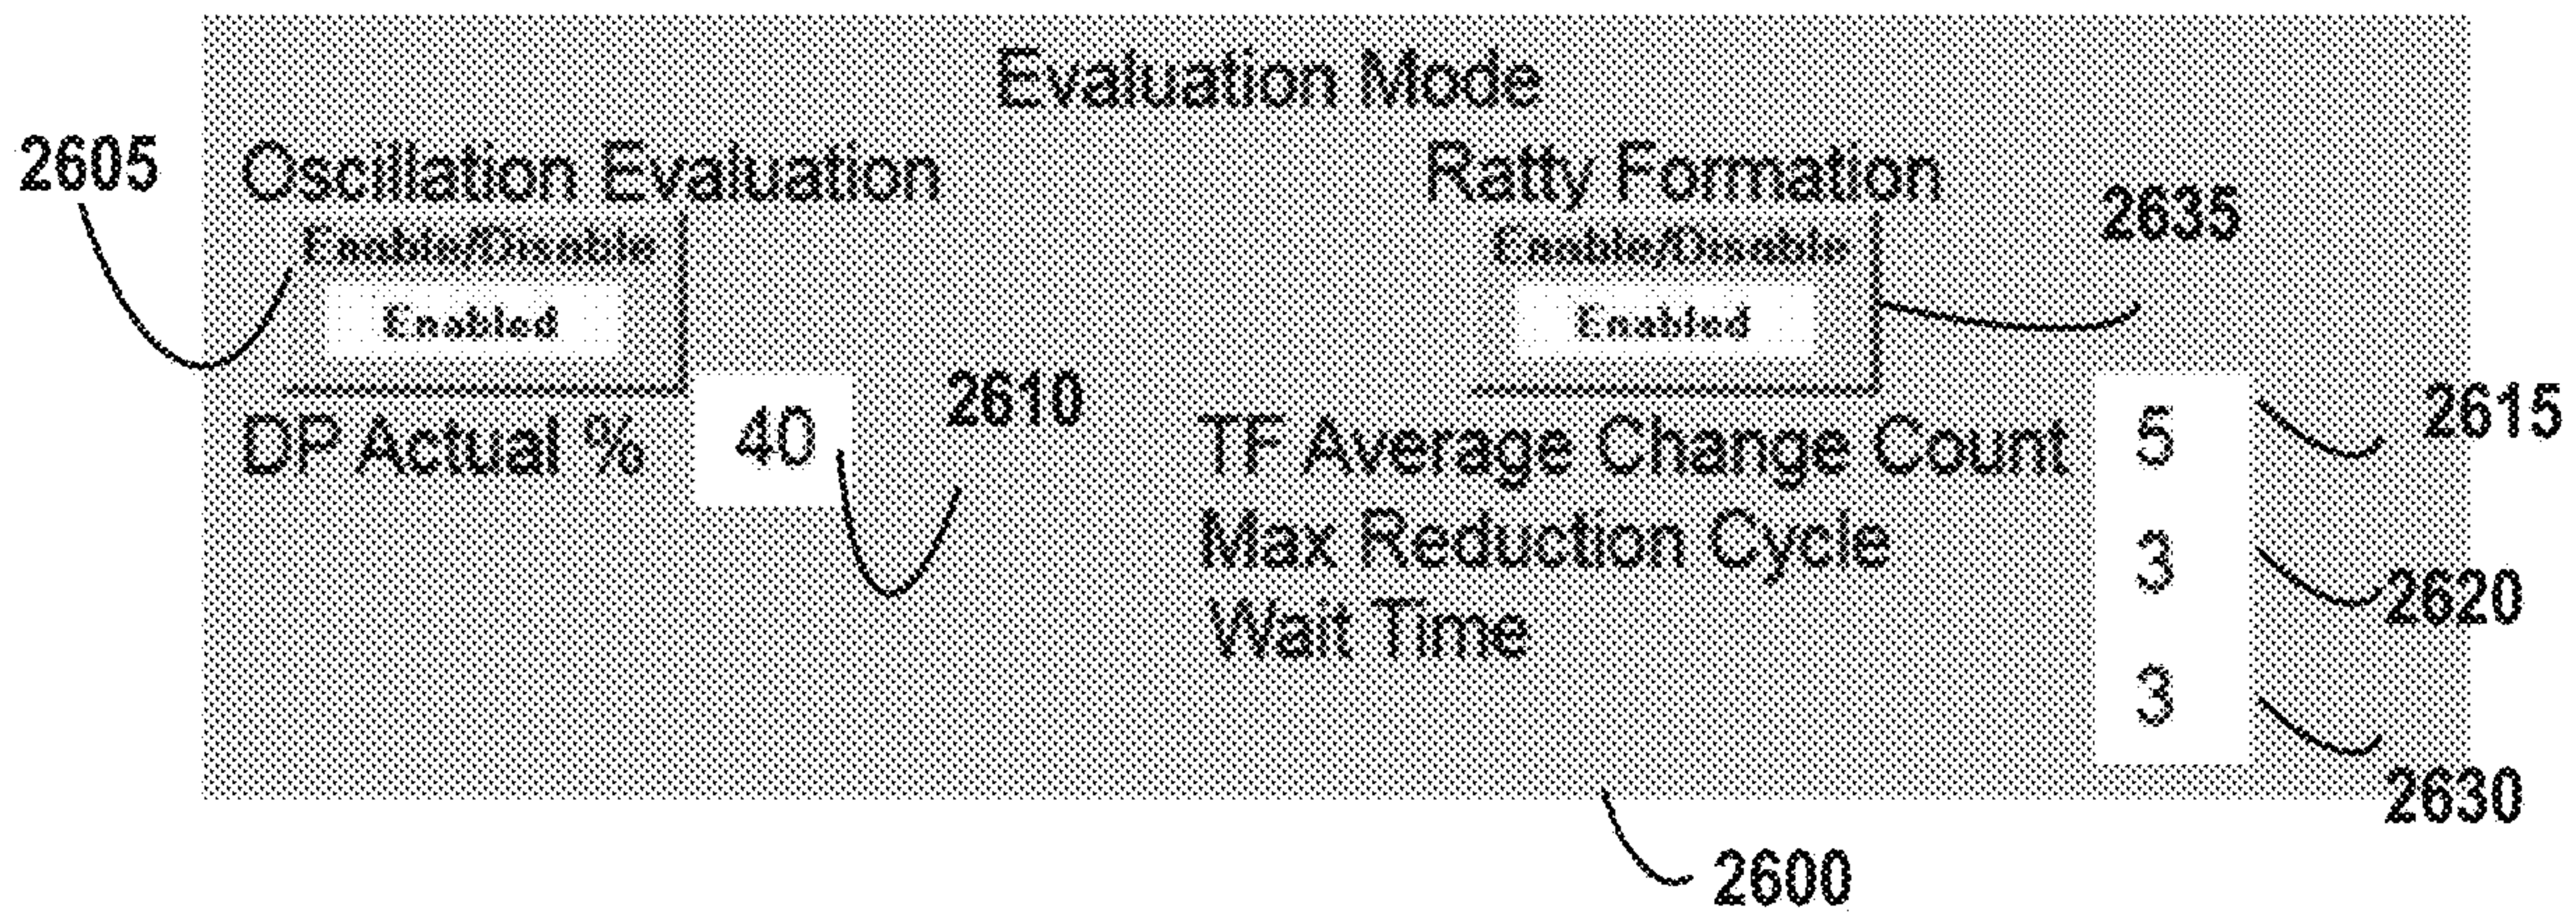 Evaluation Mode
2605 Oscillation Evaluation Ratty Formation
2635
Enable/Disable Enable/Disable
Enabled Enabled
2610
DP Actual % 40 TF Average Change Count 5 2615
Max Reduction Cycle 3 2620
Wait Time 3
2630
2600